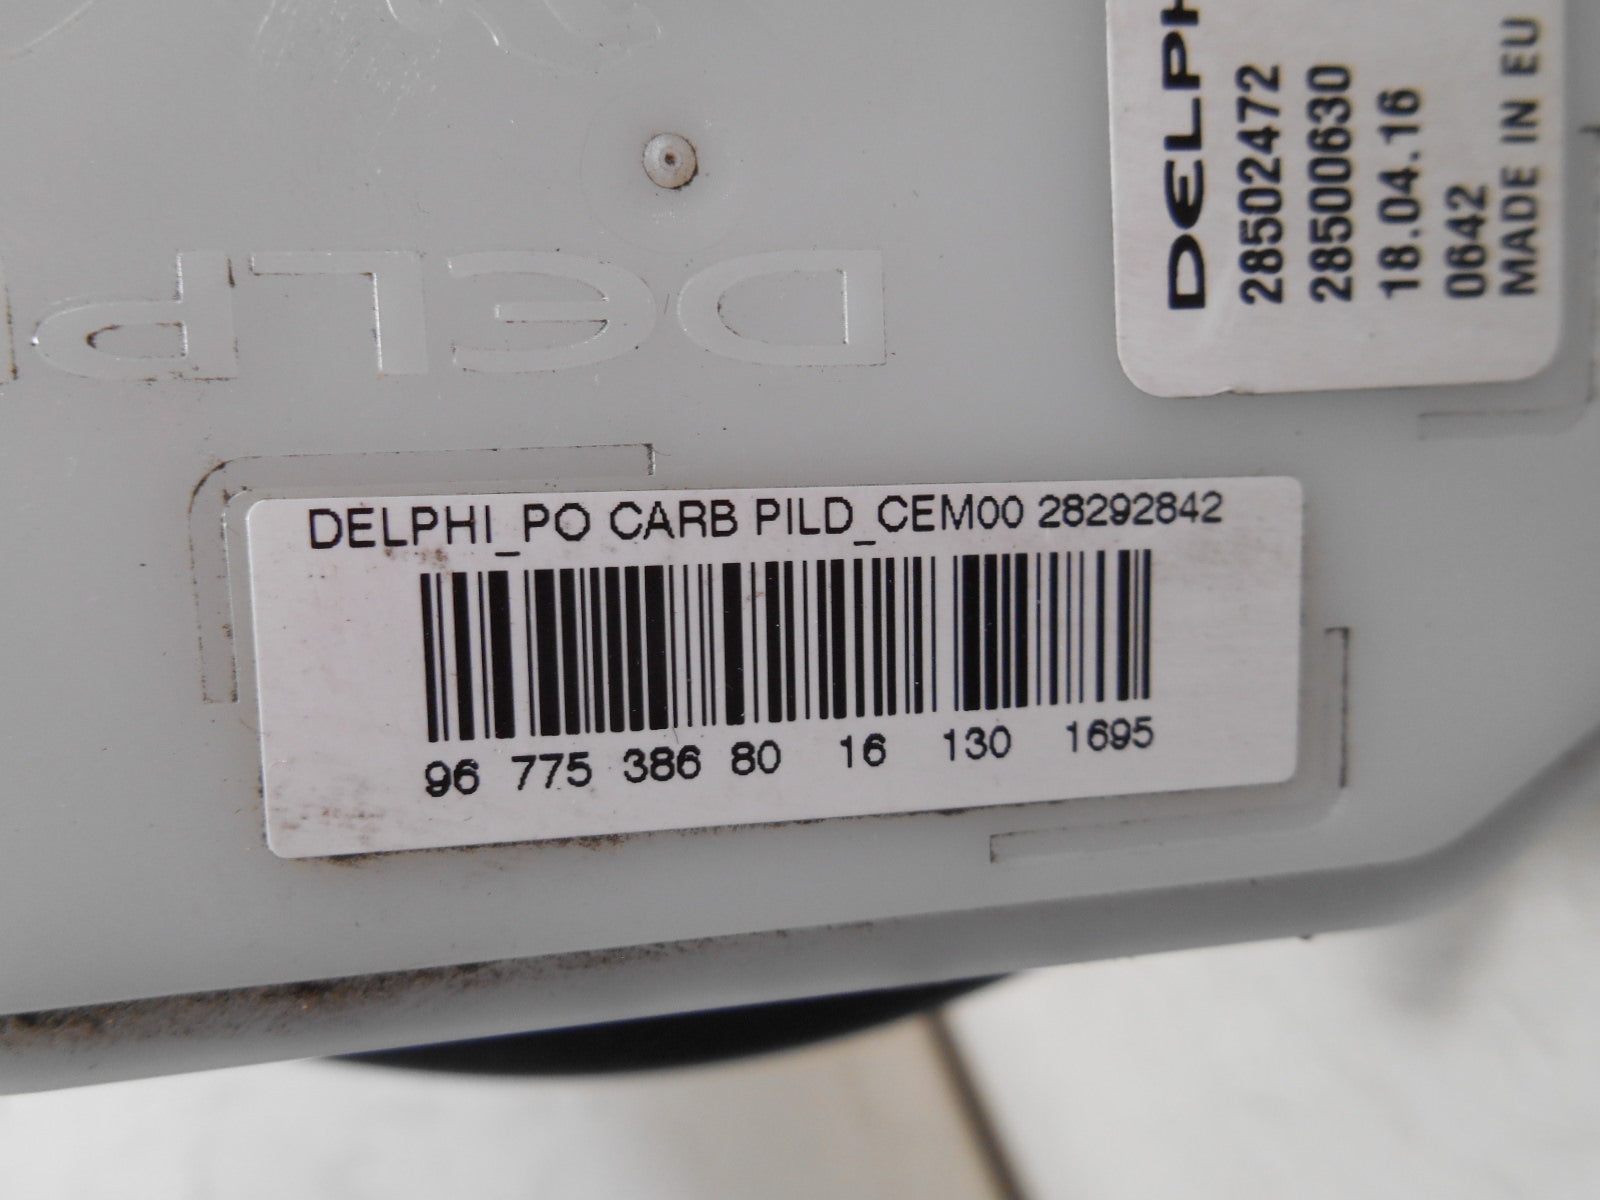 DELPH
28502472
28500630
18.04.16
0642
MADE IN EU
DELP
DELPHI_PO CARB PILD_CEM00 28292842
96 775 386 80 16 130 1695